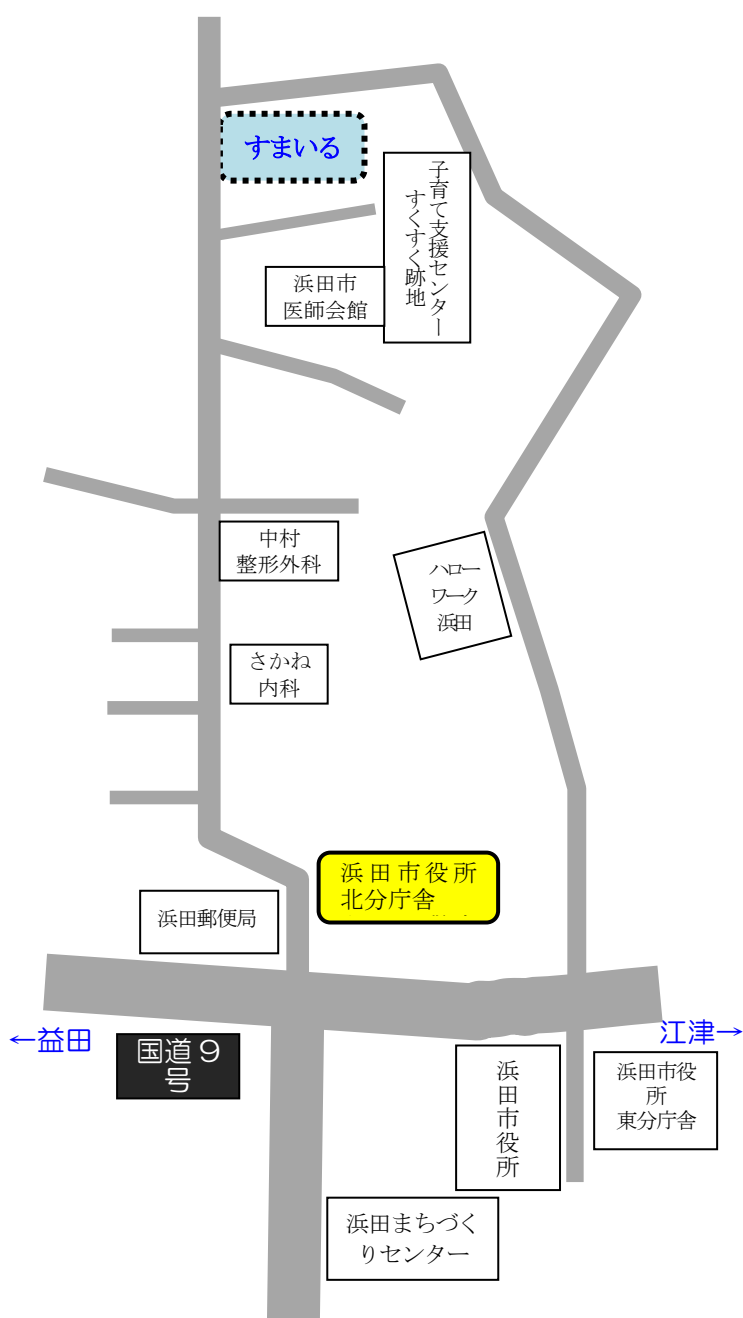 すまいる
子育て支援センター
すくすく跡地
浜田市
医師会館
中村
整形外科
ハロー
ワーク
浜田
さかね
内科
浜田市役所
北分庁舎
浜田郵便局
←益田
国道９
号
江津→
浜田市役所
浜田市役
所
東分庁舎
浜田まちづく
りセンター